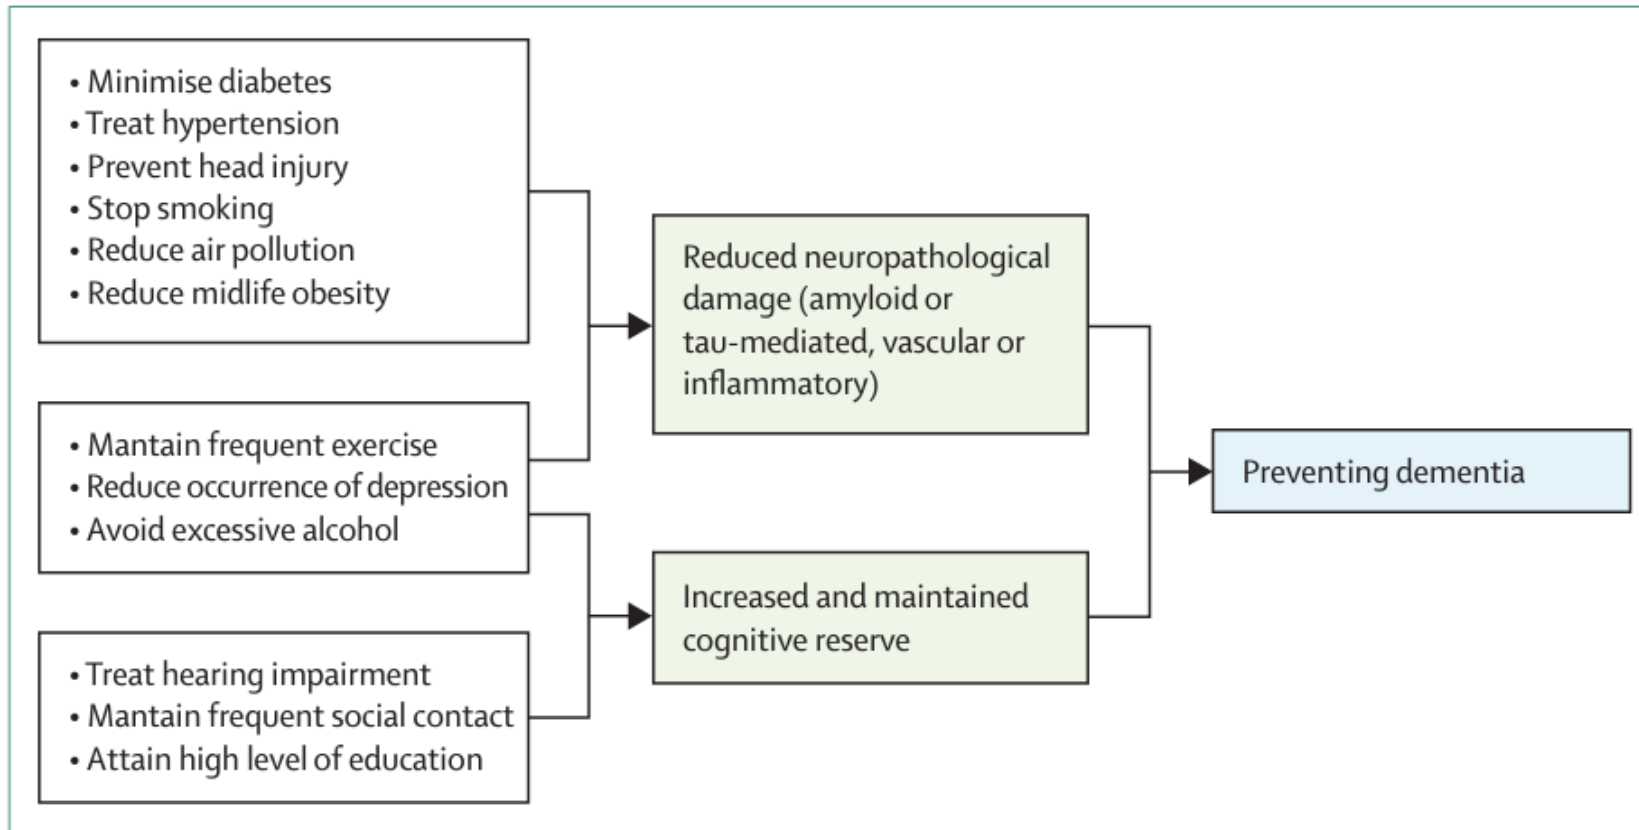 • Minimise diabetes
• Treat hypertension
• Prevent head injury
• Stop smoking
• Reduce air pollution
• Reduce midlife obesity
• Mantain frequent exercise
• Reduce occurrence of depression
• Avoid excessive alcohol
• Treat hearing impairment
• Mantain frequent social contact
• Attain high level of education
Reduced neuropathological
damage (amyloid or
tau-mediated, vascular or
inflammatory)
Increased and maintained
cognitive reserve
Preventing dementia